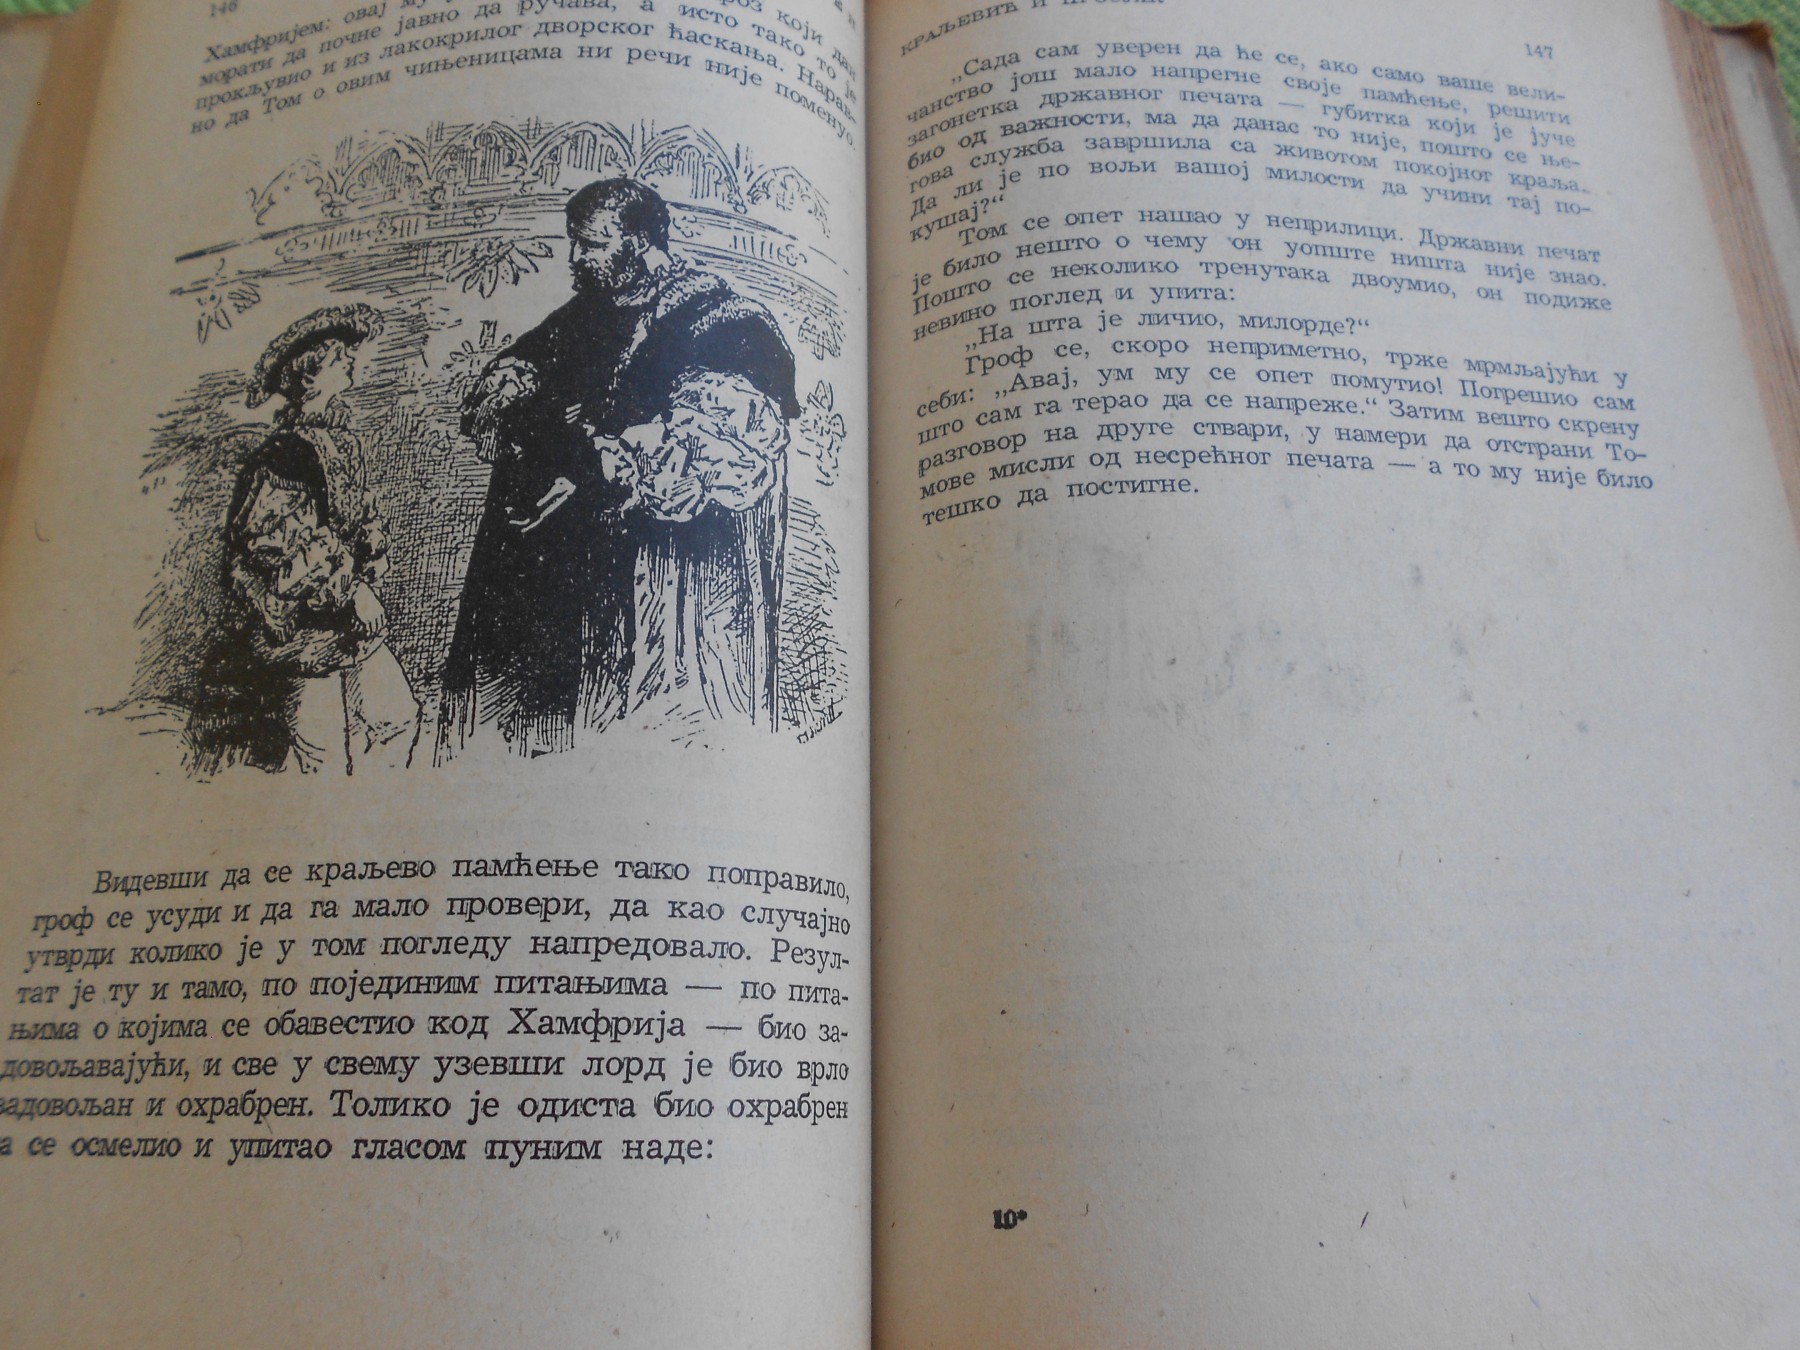 146
Хамфријем: овај му
који дан
морати да почне јавно да ручава, а исто тако то је
прокљувио и из лакокрилог дворског ћаскања. Нарав-
но да Том о овим чињеницама ни речи није поменуо.
Видевши да се краљево памћење тако поправило,
гроф се усуди и да га мало провери, да као случајно
утврди колико је у том погледу напредовало. Резул-
тат је ту и тамо, по појединим питањима — по пита-
њима о којима се обавестио код Хамфрија — био за-
довољавајући, и све у свему узевши лорд је био врло
задовољан и охрабрен. Толико је одиста био охрабрен
а се осмелио и упитао гласом пуним наде:
КРАЉЕВИЋ И ПРОСЈАК
147
„Сада сам уверен да ће се, ако само ваше вели-
чанство још мало напрегне своје памћење, решити
загонетка државног печата — губитка који је јуче
био од важности, ма да данас то није, пошто се ње-
гова служба завршила са животом покојног краља.
Да ли је по вољи вашој милости да учини тај по-
кушај?“
Том се опет нашао у неприлици. Државни печат
је било нешто о чему он уопште ништа није знао.
Пошто се неколико тренутака двоумио, он подиже
невино поглед и упита:
„На шта је личио, милорде?“
Гроф се, скоро неприметно, трже мрмљајући у
себи: „Авај, ум му се опет помутио! Погрешио сам
што сам га терао да се напреже.“ Затим вешто скрену
разговор на друге ствари, у намери да отстрани То-
мове мисли од несрећног печата — а то му није било
тешко да постигне.
10*